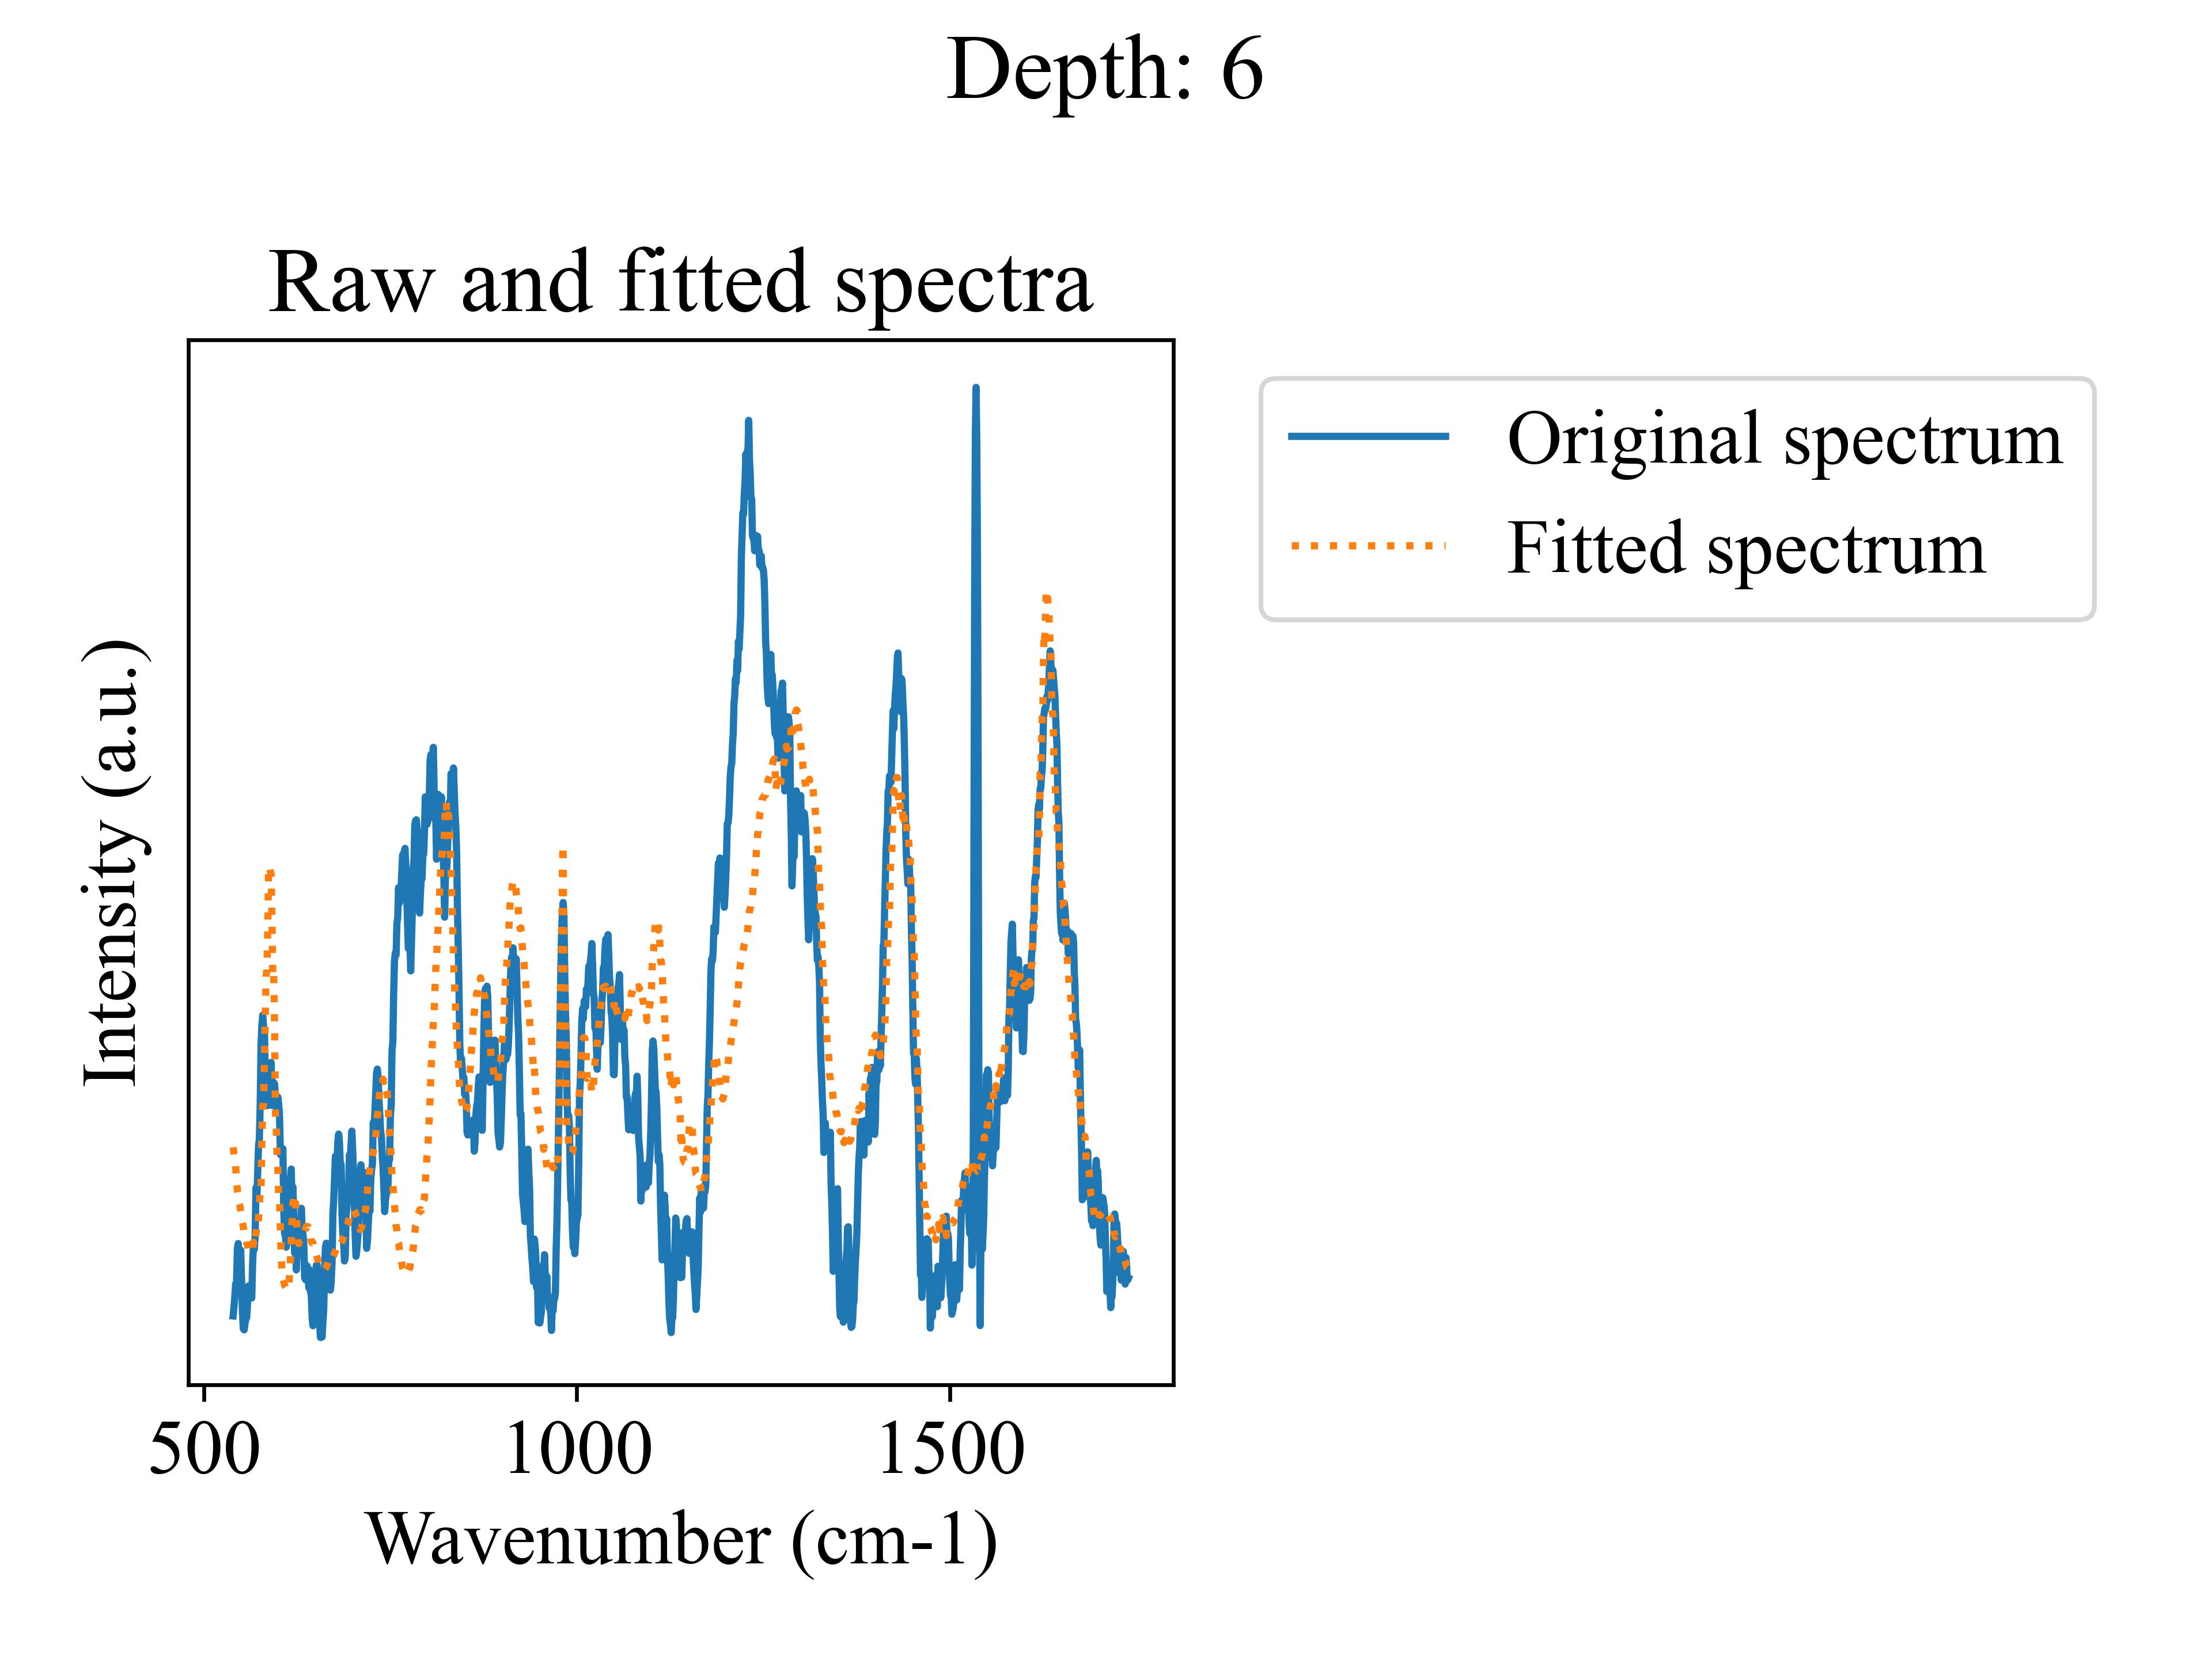 Depth: 6
Raw and fitted spectra
Original spectrum
Fitted spectrum
Intensity (a.u.)
500 1000 1500
Wavenumber (cm-1)